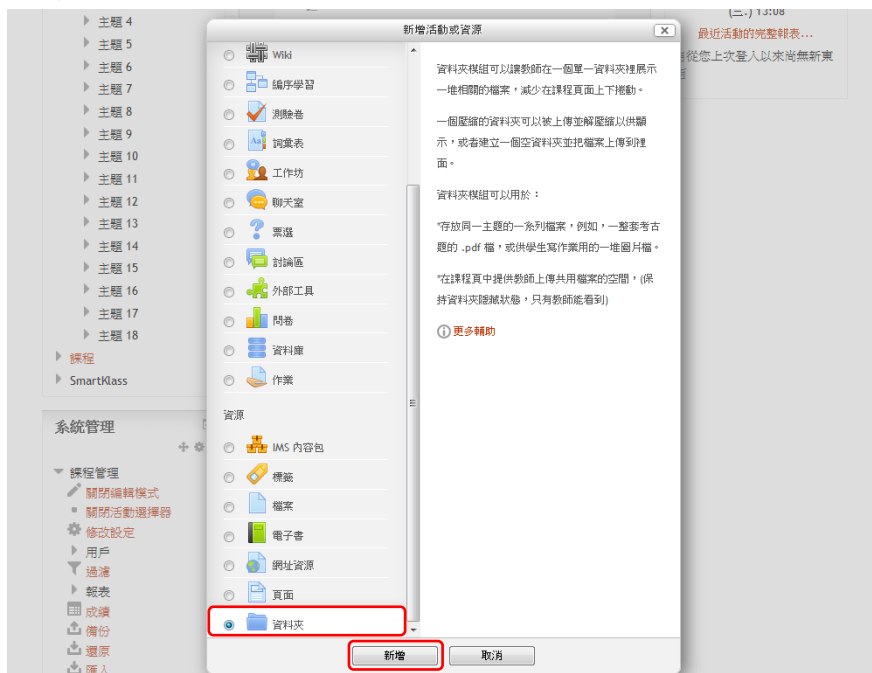 主題 4
主題 5
主題 6
主題 7
主題 8
主題 9
主題 10
主題 11
主題 12
主題 13
主題 14
主題 15
主題 16
主題 17
主題 18
課程
SmartKlass
系統管理
課程管理
關閉編輯模式
關閉活動選擇器
修改設定
用戶
過濾
報表
成績
備份
還原
匯入
新增活動或資源
Wiki
編序學習
測驗卷
詞彙表
工作坊
聊天室
票選
討論區
外部工具
問卷
資料庫
作業
資源
IMS 內容包
標籤
檔案
電子書
網址資源
頁面
資料夾
資料夾模組可以讓教師在一個單一資料夾裡展示
一堆相關的檔案，減少在課程頁面上下捲動。
一個壓縮的資料夾可以被上傳並解壓縮以供顯
示，或者建立一個空資料夾並把檔案上傳到裡
面。
資料夾模組可以用於：
*存放同一主題的一系列檔案，例如，一整套考古
題的 .pdf 檔，或供學生寫作業用的一堆圖片檔。
*在課程頁中提供教師上傳共用檔案的空間，(保
持資料夾隱藏狀態，只有教師能看到)
更多輔助
新增
取消
(三.) 13:08
最近活動的完整報表...
從您上次登入以來尚無新東